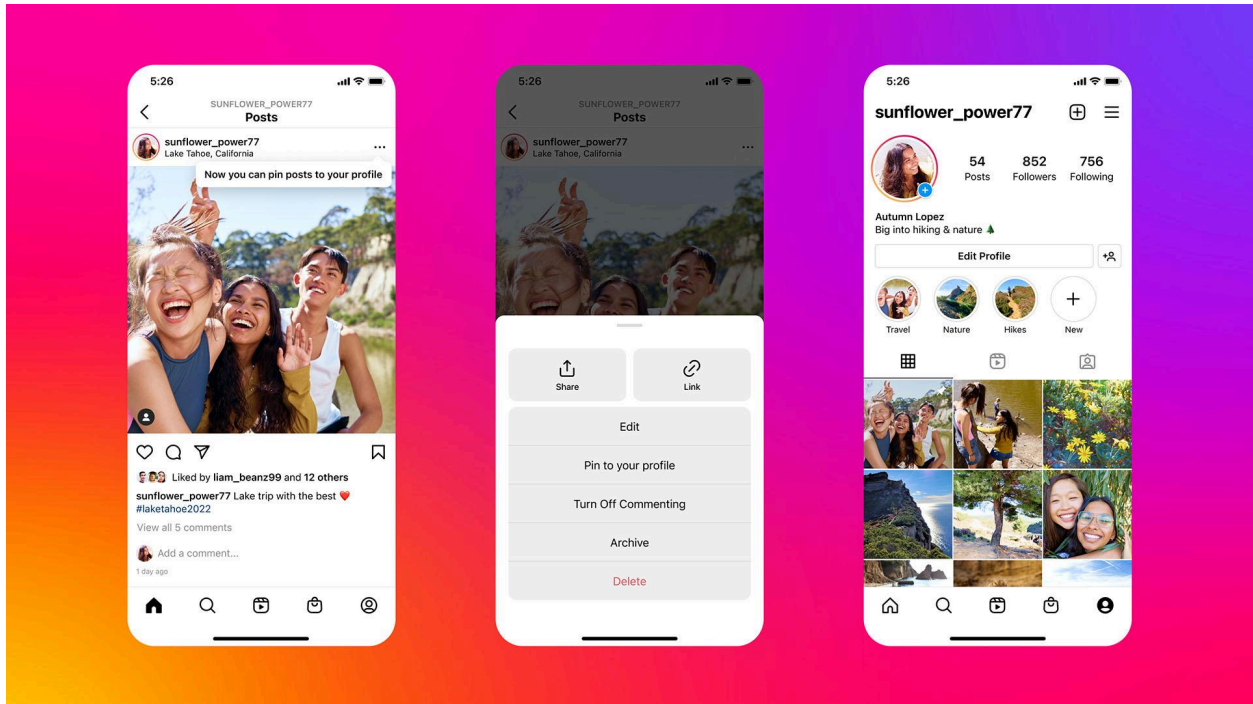 5:26
SUNFLOWER_POWER77
Posts
sunflower_power77
Lake Tahoe, California
Now you can pin posts to your profile
Liked by liam_beanz99 and 12 others
sunflower_power77 Lake trip with the best ❤️
#laketahoe2022
View all 5 comments
Add a comment...
1 day ago
5:26
SUNFLOWER_POWER77
Posts
sunflower_power77
Lake Tahoe, California
Share
Link
Edit
Pin to your profile
Turn Off Commenting
Archive
Delete
5:26
sunflower_power77
54 852 756
Posts Followers Following
Autumn Lopez
Big into hiking & nature 🌲
Edit Profile
Travel Nature Hikes New